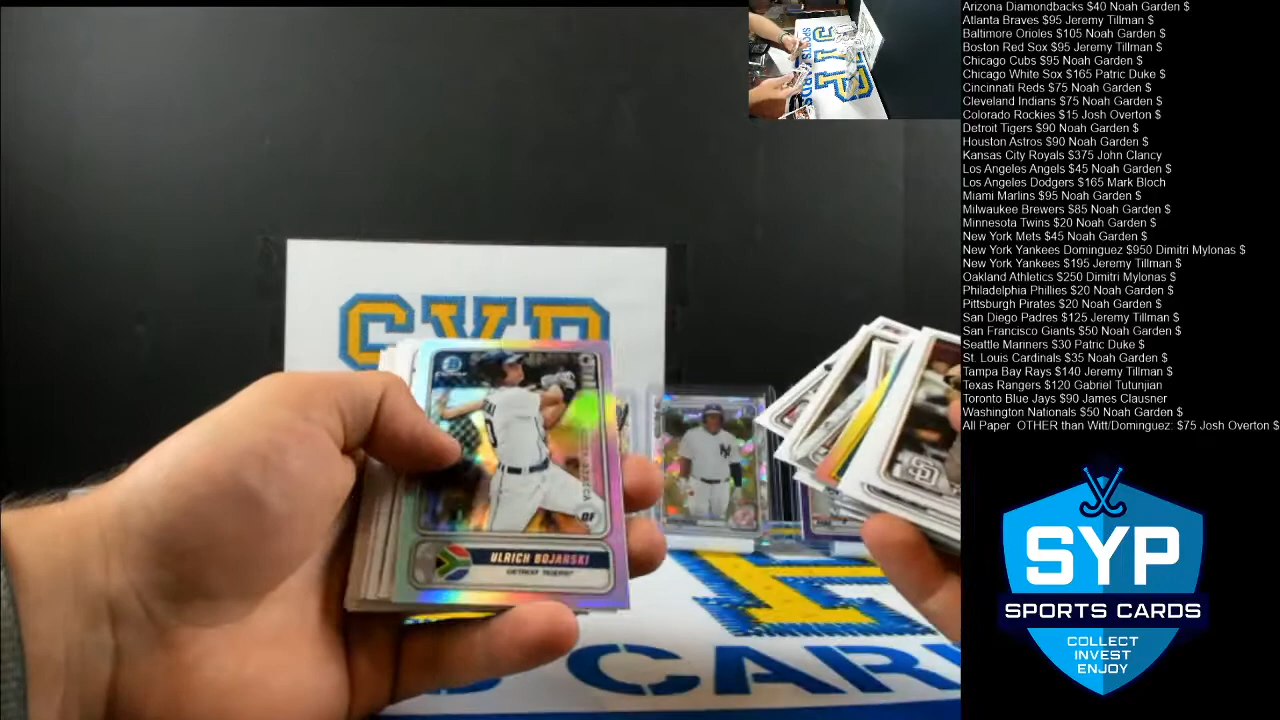 Arizona Diamondbacks $40 Noah Garden $
Atlanta Braves $95 Jeremy Tillman $
Baltimore Orioles $105 Noah Garden $
Boston Red Sox $95 Jeremy Tillman $
Chicago Cubs $95 Noah Garden $
Chicago White Sox $165 Patric Duke $
Cincinnati Reds $75 Noah Garden $
Cleveland Indians $75 Noah Garden $
Colorado Rockies $15 Josh Overton $
Detroit Tigers $90 Noah Garden $
Houston Astros $90 Noah Garden $
Kansas City Royals $375 John Clancy
Los Angeles Angels $45 Noah Garden $
Los Angeles Dodgers $165 Mark Bloch
Miami Marlins $95 Noah Garden $
Milwaukee Brewers $85 Noah Garden $
Minnesota Twins $20 Noah Garden $
New York Mets $45 Noah Garden $
New York Yankees Dominguez $950 Dimitri Mylonas $
New York Yankees $195 Jeremy Tillman $
Oakland Athletics $250 Dimitri Mylonas $
Philadelphia Phillies $20 Noah Garden $
Pittsburgh Pirates $20 Noah Garden $
San Diego Padres $125 Jeremy Tillman $
San Francisco Giants $50 Noah Garden $
Seattle Mariners $30 Patric Duke $
St. Louis Cardinals $35 Noah Garden $
Tampa Bay Rays $140 Jeremy Tillman $
Texas Rangers $120 Gabriel Tutunjian
Toronto Blue Jays $90 James Clausner
Washington Nationals $50 Noah Garden $
All Paper OTHER than Witt/Dominguez: $75 Josh Overton $
SYP
SPORTS CARDS
COLLECT
INVEST
ENJOY
SYP
SPORTS CARDS
SYP
ULRICH BOJARSKI
DETROIT TIGERS
OF
SD
CAR